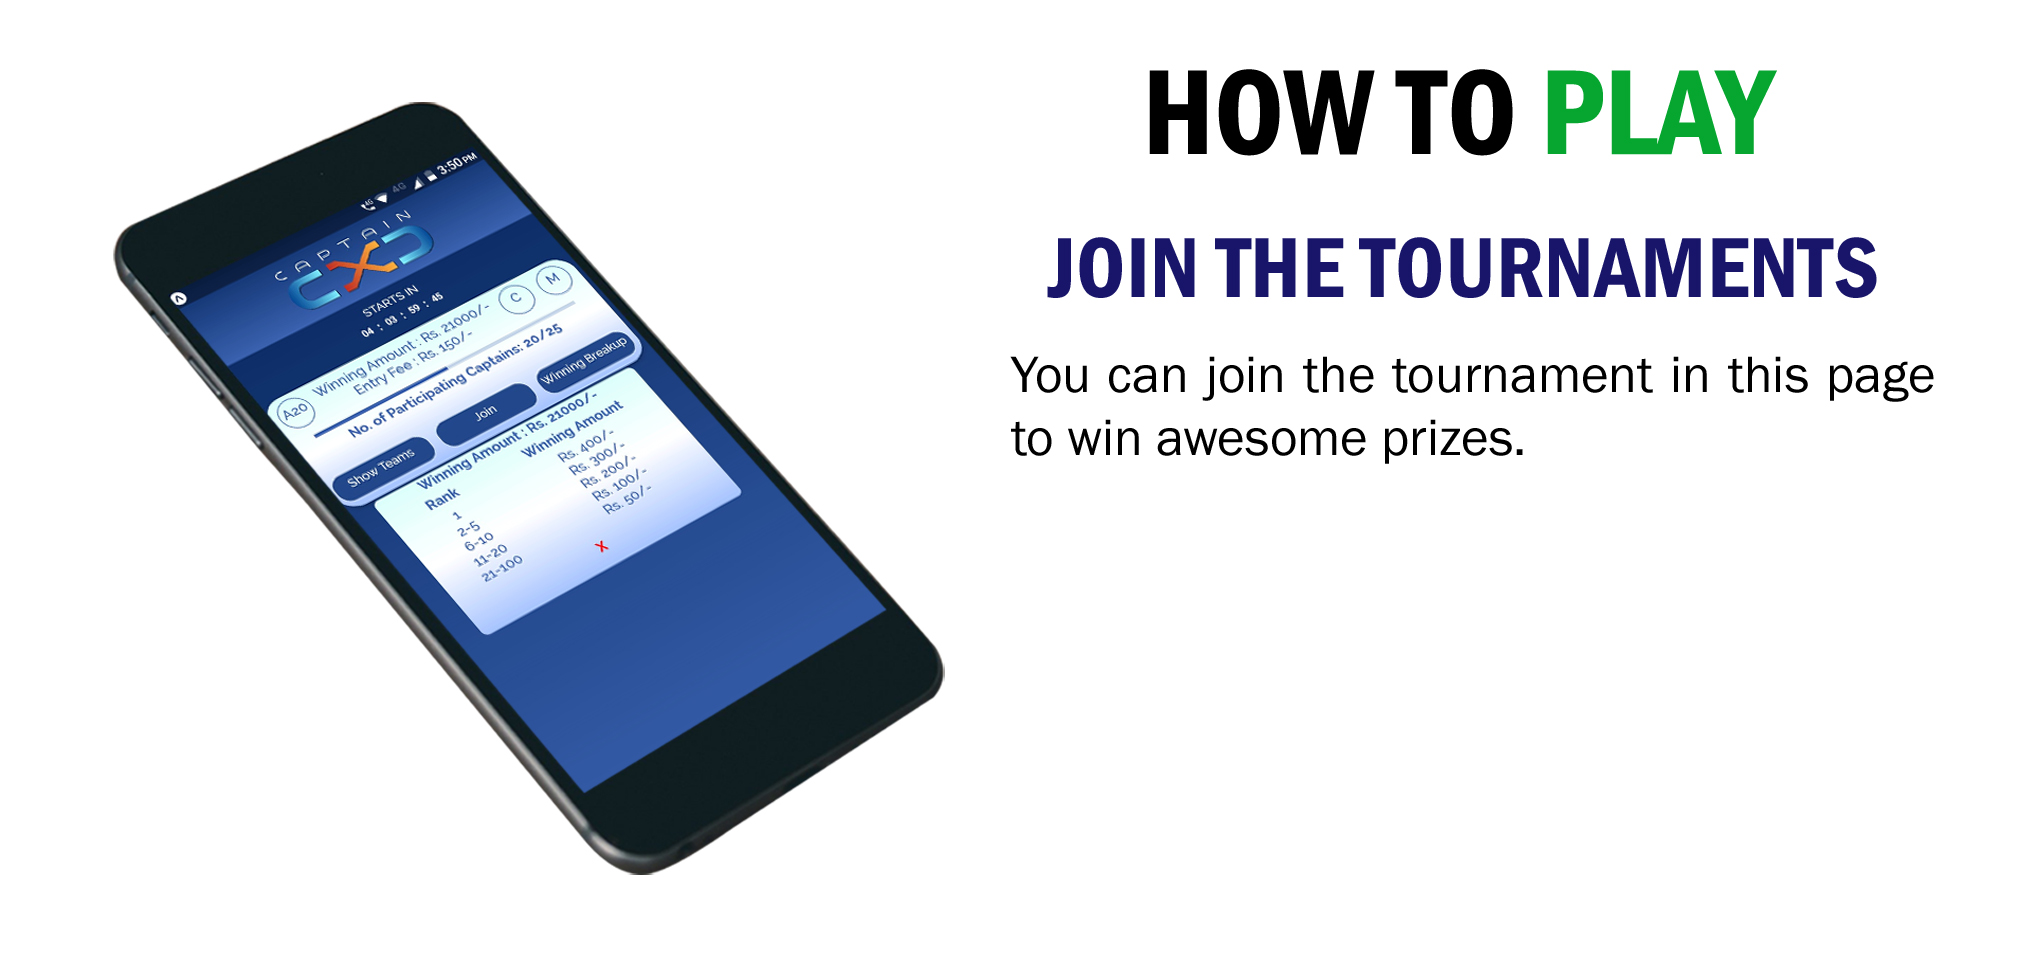 HOW TO PLAY
JOIN THE TOURNAMENTS
You can join the tournament in this page
to win awesome prizes.
4G 4G 3:50 PM
CAPTAIN
CXD
STARTS IN
04 : 03 : 59 : 45
A20
Winning Amount : Rs. 21000/-
C
M
Entry Fee : Rs. 150/-
No. of Participating Captains: 20/25
Show Teams
Join
Winning Breakup
Winning Amount : Rs. 21000/-
Rank Winning Amount
1 Rs. 400/-
2-5 Rs. 300/-
6-10 Rs. 200/-
11-20 Rs. 100/-
21-100 Rs. 50/-
X